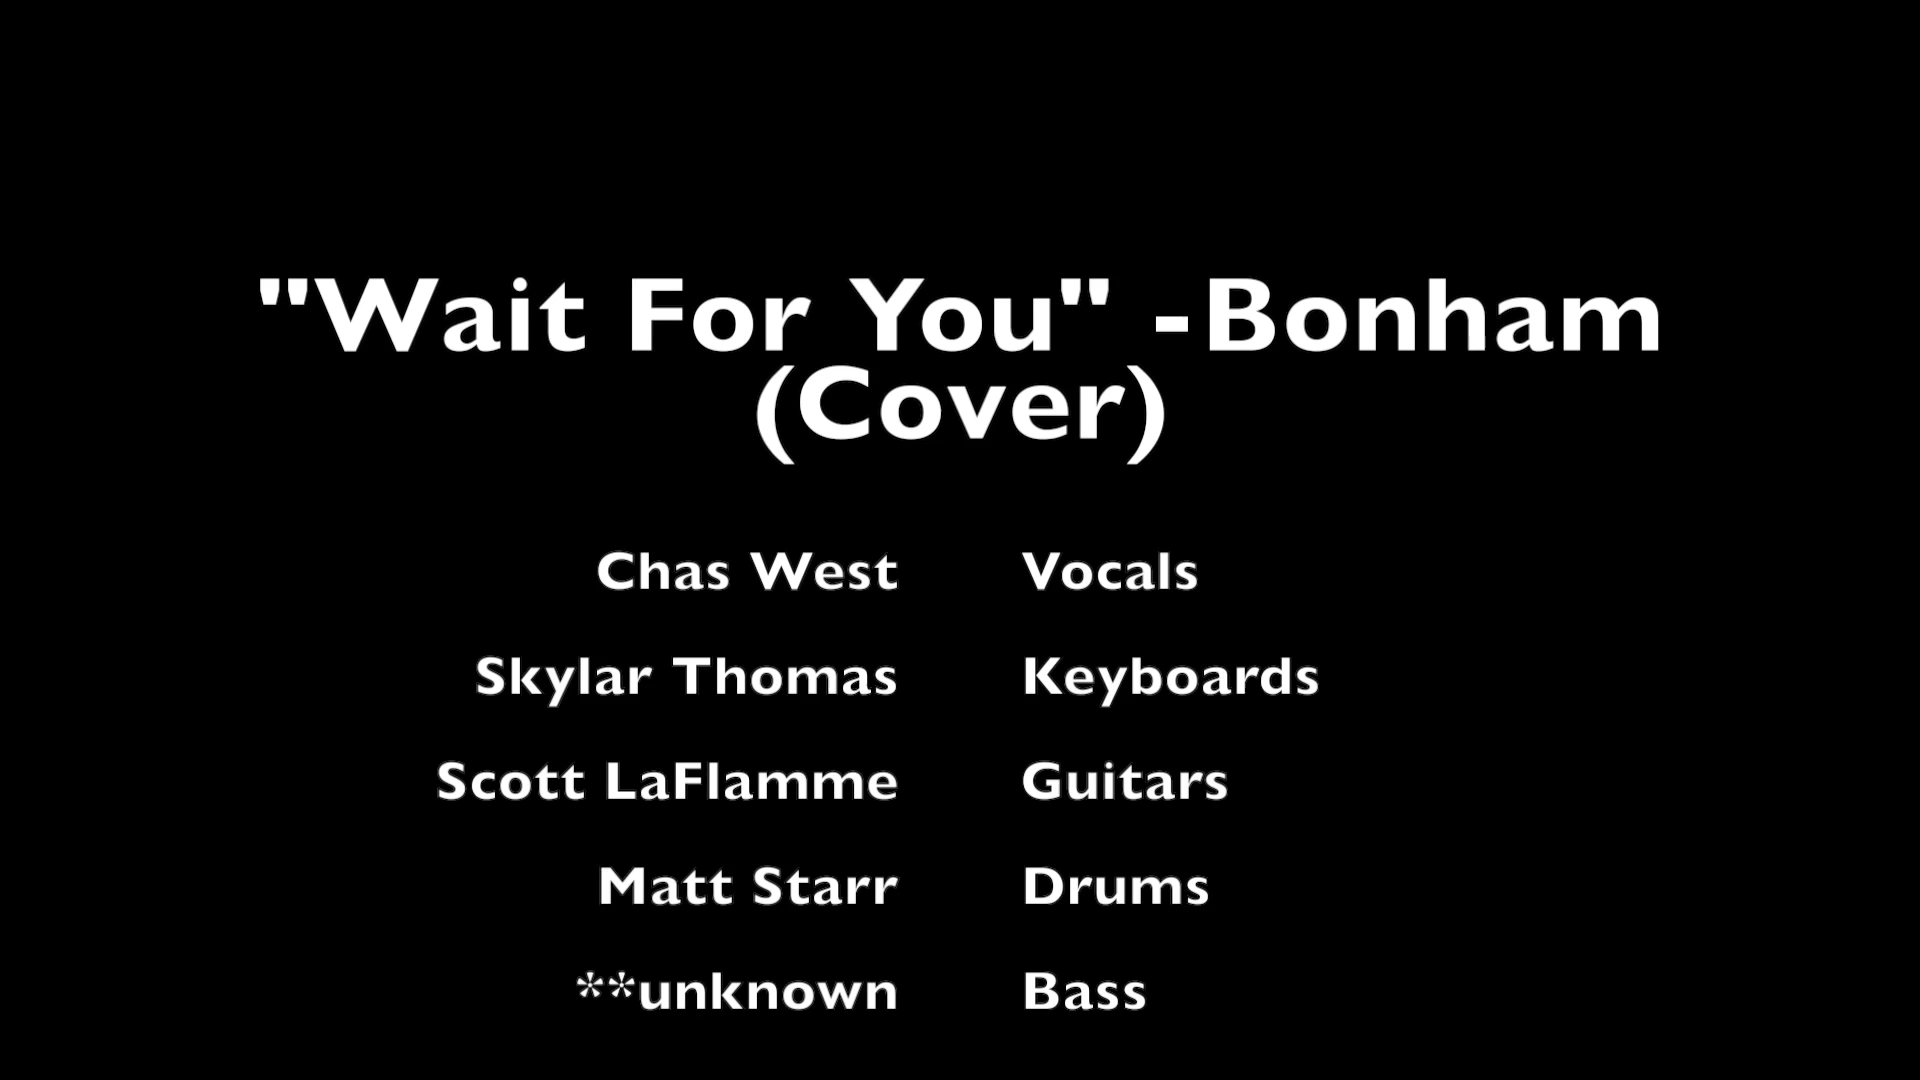 "Wait For You" -Bonham
(Cover)
Chas West Vocals
Skylar Thomas Keyboards
Scott LaFlamme Guitars
Matt Starr Drums
**unknown Bass